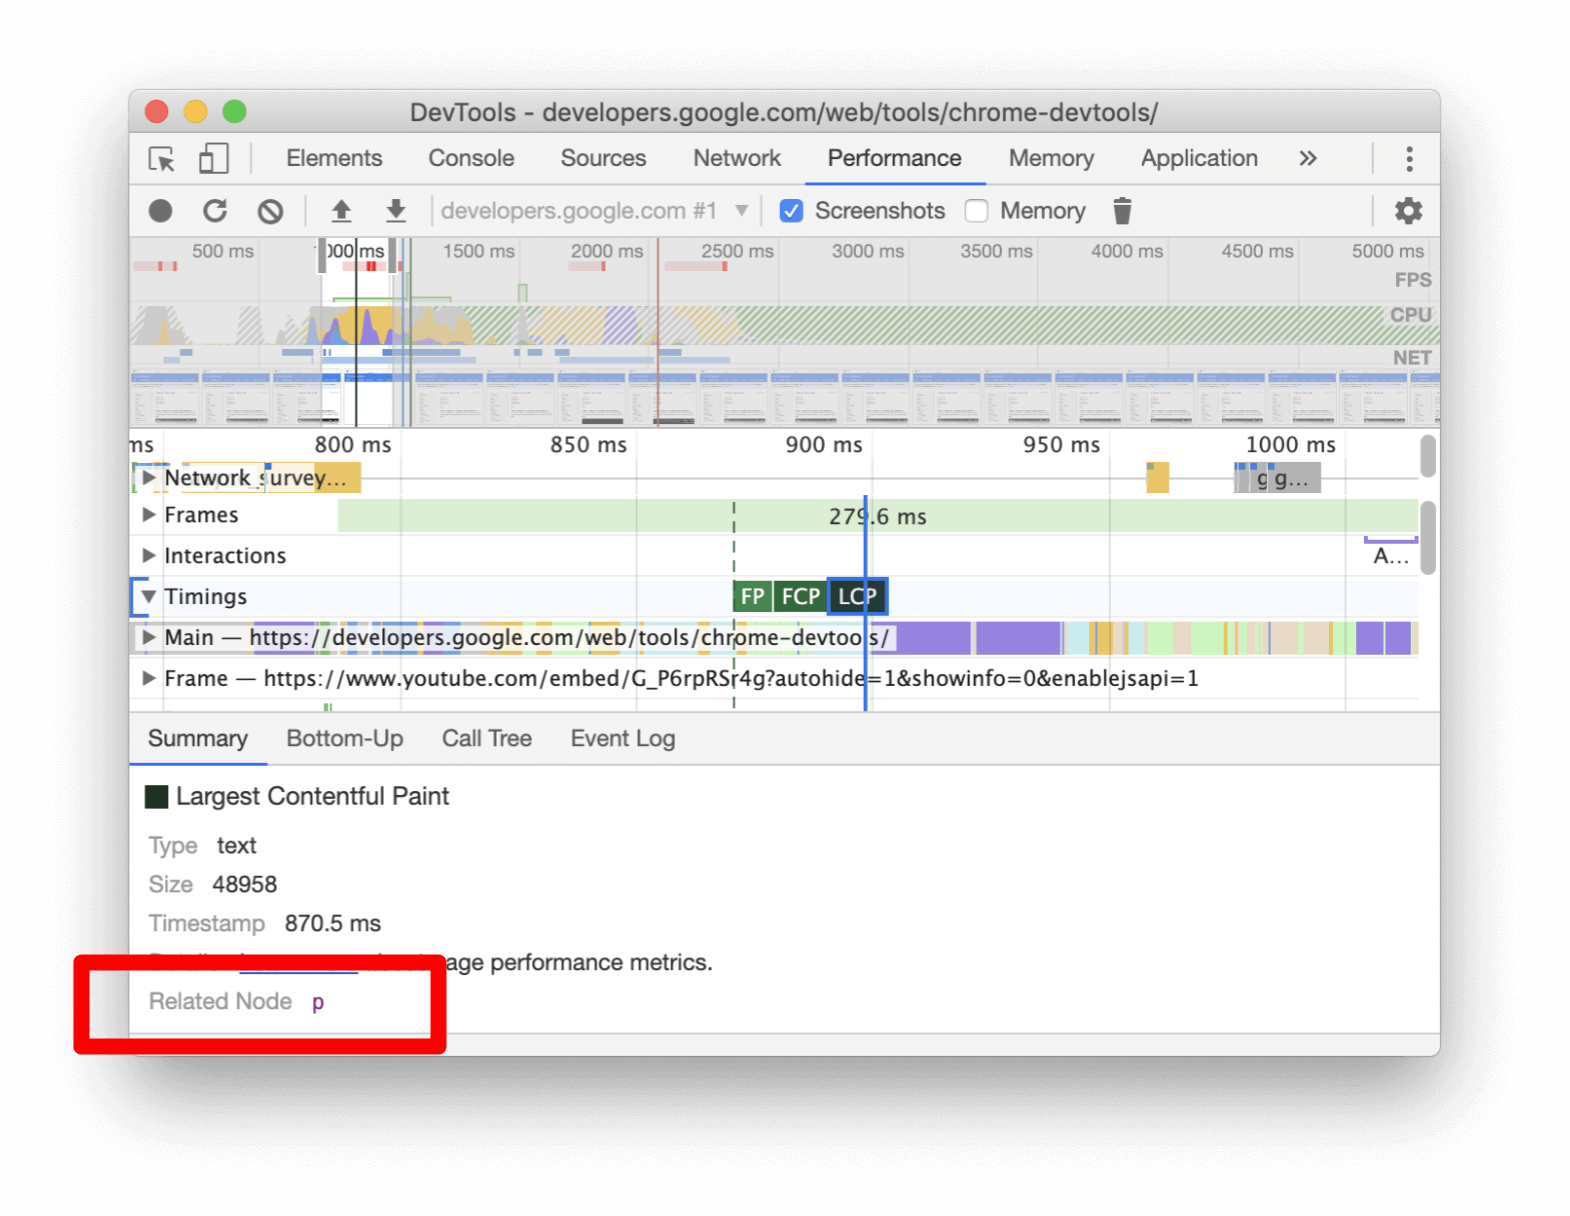 DevTools - developers.google.com/web/tools/chrome-devtools/
Elements Console Sources Network Performance Memory Application »
developers.google.com #1 Screenshots Memory
500 ms 000 ms 1500 ms 2000 ms 2500 ms 3000 ms 3500 ms 4000 ms 4500 ms 5000 ms
FPS
CPU
NET
ms 800 ms 850 ms 900 ms 950 ms 1000 ms
Network survey... g g...
Frames 279.6 ms
Interactions A...
Timings FP FCP LCP
Main — https://developers.google.com/web/tools/chrome-devtools/
Frame — https://www.youtube.com/embed/G_P6rpRSr4g?autohide=1&showinfo=0&enablejsapi=1
Summary Bottom-Up Call Tree Event Log
Largest Contentful Paint
Type text
Size 48958
Timestamp 870.5 ms
age performance metrics.
Related Node p